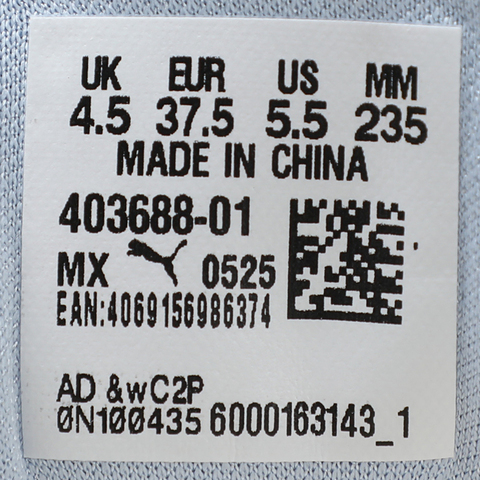 UK EUR US MM
4.5 37.5 5.5 235
MADE IN CHINA
403688-01
MX 0525
EAN:4069156986374
AD &wC2P
0N100435 6000163143_1